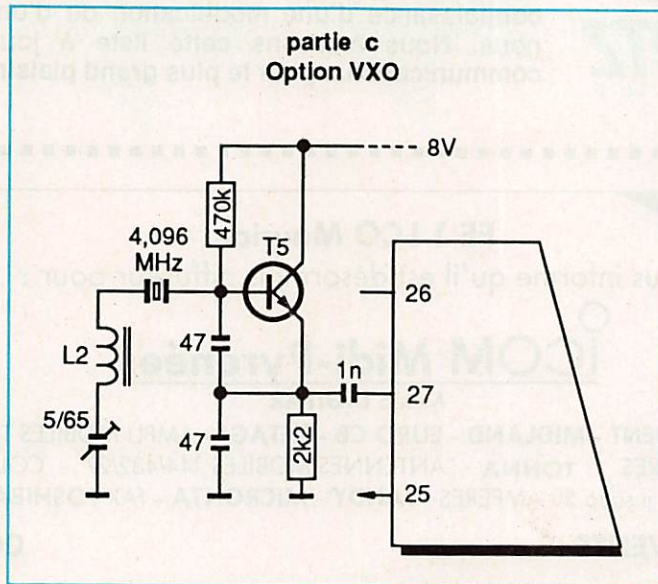 partie c
Option VXO
8V
470k
4,096
MHz
T5
26
L2
47
1n
27
5/65
47
2k2
25